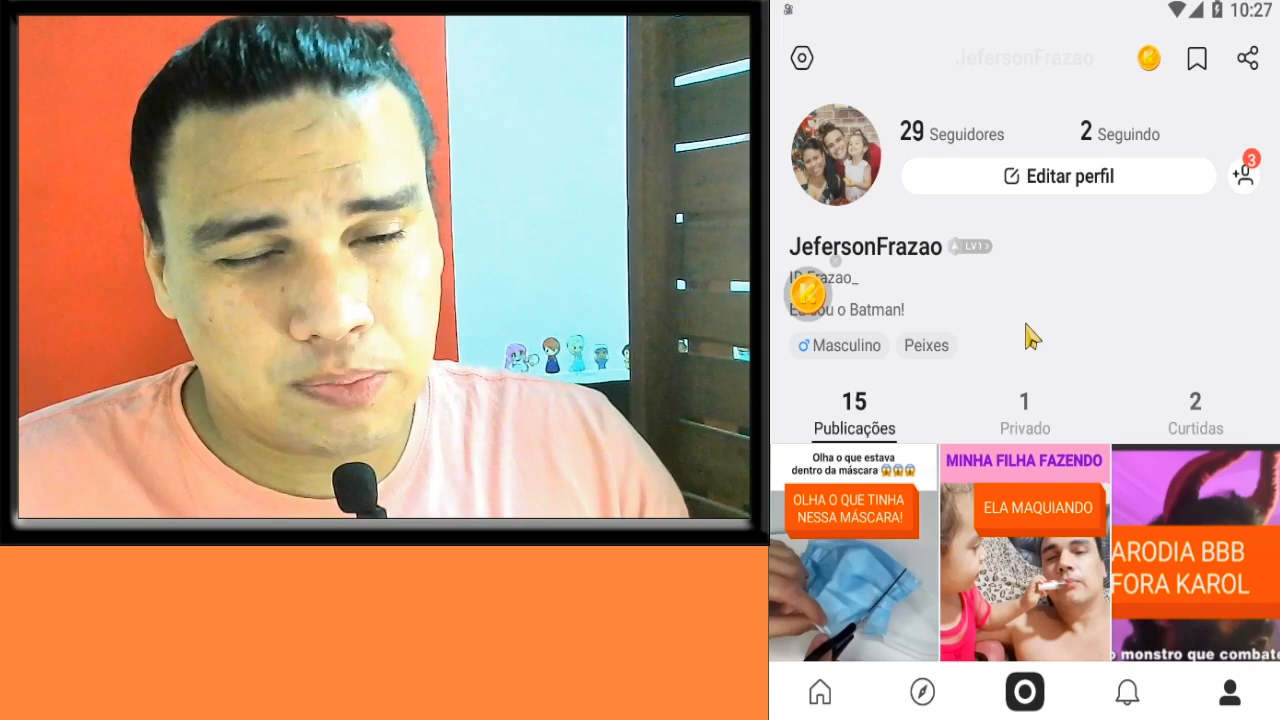 10:27
JefersonFrazao
29 Seguidores
2 Seguindo
Editar perfil
3
JefersonFrazao
LV1
Frazao_
sou o Batman!
Masculino
Peixes
15
Publicações
1
Privado
2
Curtidas
Olha o que estava
dentro da máscara 😱😱😱
OLHA O QUE TINHA
NESSA MÁSCARA!
MINHA FILHA FAZENDO
ELA MAQUIANDO
ARODIA BBB
FORA KAROL
o monstro que combate